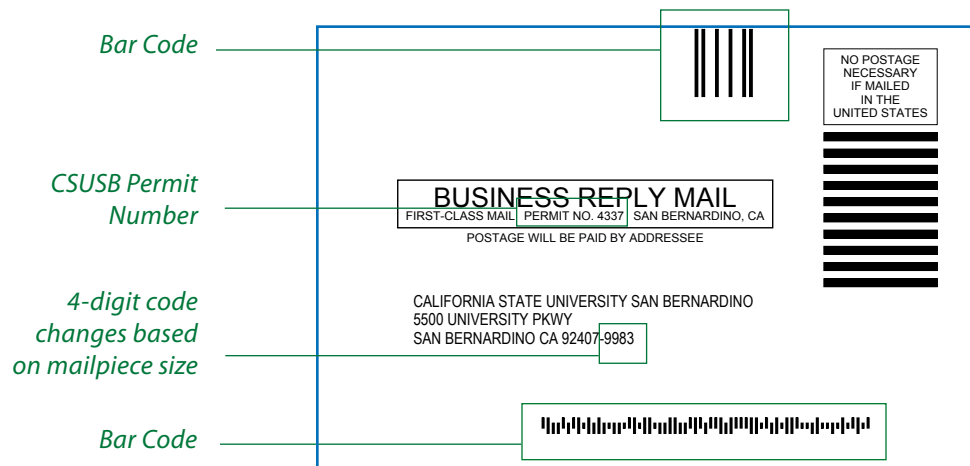 Bar Code
NO POSTAGE
NECESSARY
IF MAILED
IN THE
UNITED STATES
CSUSB Permit
Number
BUSINESS REPLY MAIL
FIRST-CLASS MAIL PERMIT NO. 4337 SAN BERNARDINO, CA
POSTAGE WILL BE PAID BY ADDRESSEE
4-digit code
changes based
on mailpiece size
CALIFORNIA STATE UNIVERSITY SAN BERNARDINO
5500 UNIVERSITY PKWY
SAN BERNARDINO CA 92407-9983
Bar Code